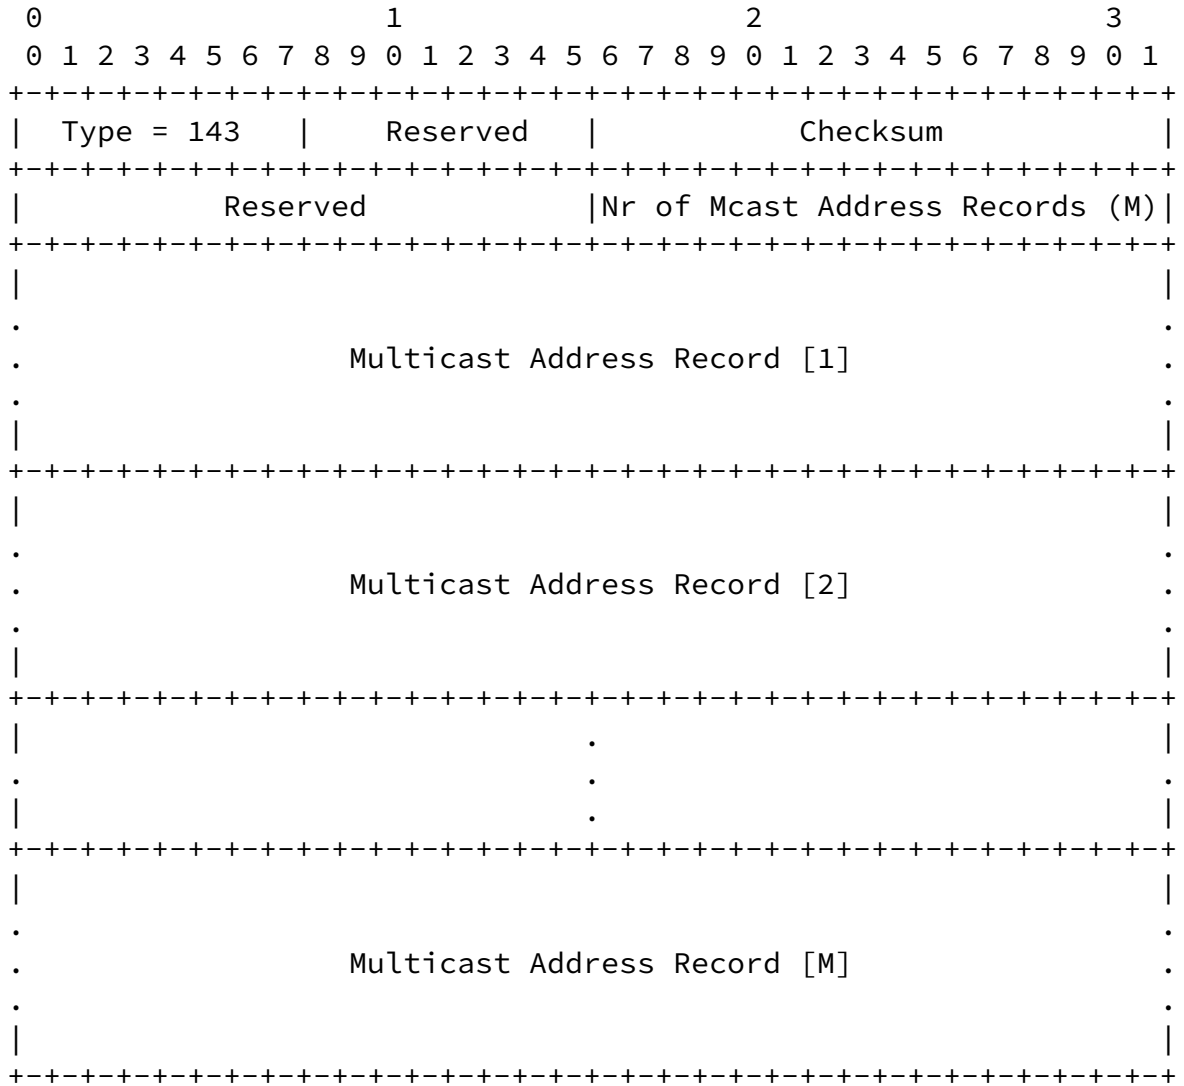 0                   1                   2                   3
 0 1 2 3 4 5 6 7 8 9 0 1 2 3 4 5 6 7 8 9 0 1 2 3 4 5 6 7 8 9 0 1
+-+-+-+-+-+-+-+-+-+-+-+-+-+-+-+-+-+-+-+-+-+-+-+-+-+-+-+-+-+-+-+-+
|  Type = 143   |    Reserved   |           Checksum            |
+-+-+-+-+-+-+-+-+-+-+-+-+-+-+-+-+-+-+-+-+-+-+-+-+-+-+-+-+-+-+-+-+
|           Reserved            |Nr of Mcast Address Records (M)|
+-+-+-+-+-+-+-+-+-+-+-+-+-+-+-+-+-+-+-+-+-+-+-+-+-+-+-+-+-+-+-+-+
|                                                               |
.                                                               .
.                  Multicast Address Record [1]                 .
.                                                               .
|                                                               |
+-+-+-+-+-+-+-+-+-+-+-+-+-+-+-+-+-+-+-+-+-+-+-+-+-+-+-+-+-+-+-+-+
|                                                               |
.                                                               .
.                  Multicast Address Record [2]                 .
.                                                               .
|                                                               |
+-+-+-+-+-+-+-+-+-+-+-+-+-+-+-+-+-+-+-+-+-+-+-+-+-+-+-+-+-+-+-+-+
|                               .                               |
.                               .                               .
|                               .                               |
+-+-+-+-+-+-+-+-+-+-+-+-+-+-+-+-+-+-+-+-+-+-+-+-+-+-+-+-+-+-+-+-+
|                                                               |
.                                                               .
.                  Multicast Address Record [M]                 .
.                                                               .
|                                                               |
+-+-+-+-+-+-+-+-+-+-+-+-+-+-+-+-+-+-+-+-+-+-+-+-+-+-+-+-+-+-+-+-+